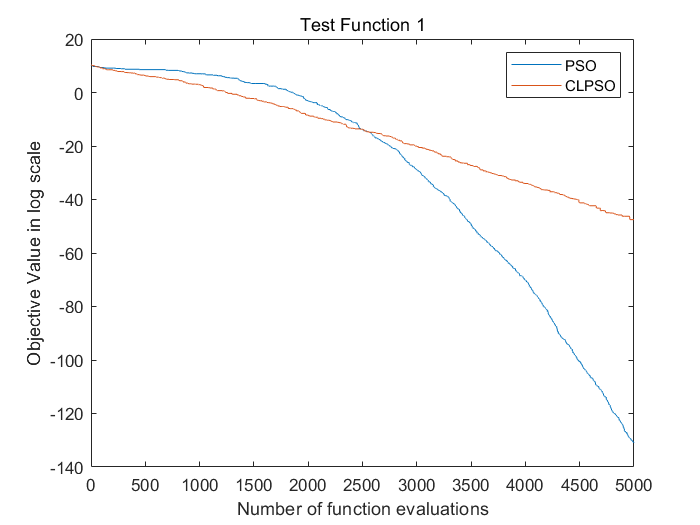 Test Function 1
PSO
CLPSO
Objective Value in log scale
20
0
-20
-40
-60
-80
-100
-120
-140
0 500 1000 1500 2000 2500 3000 3500 4000 4500 5000
Number of function evaluations